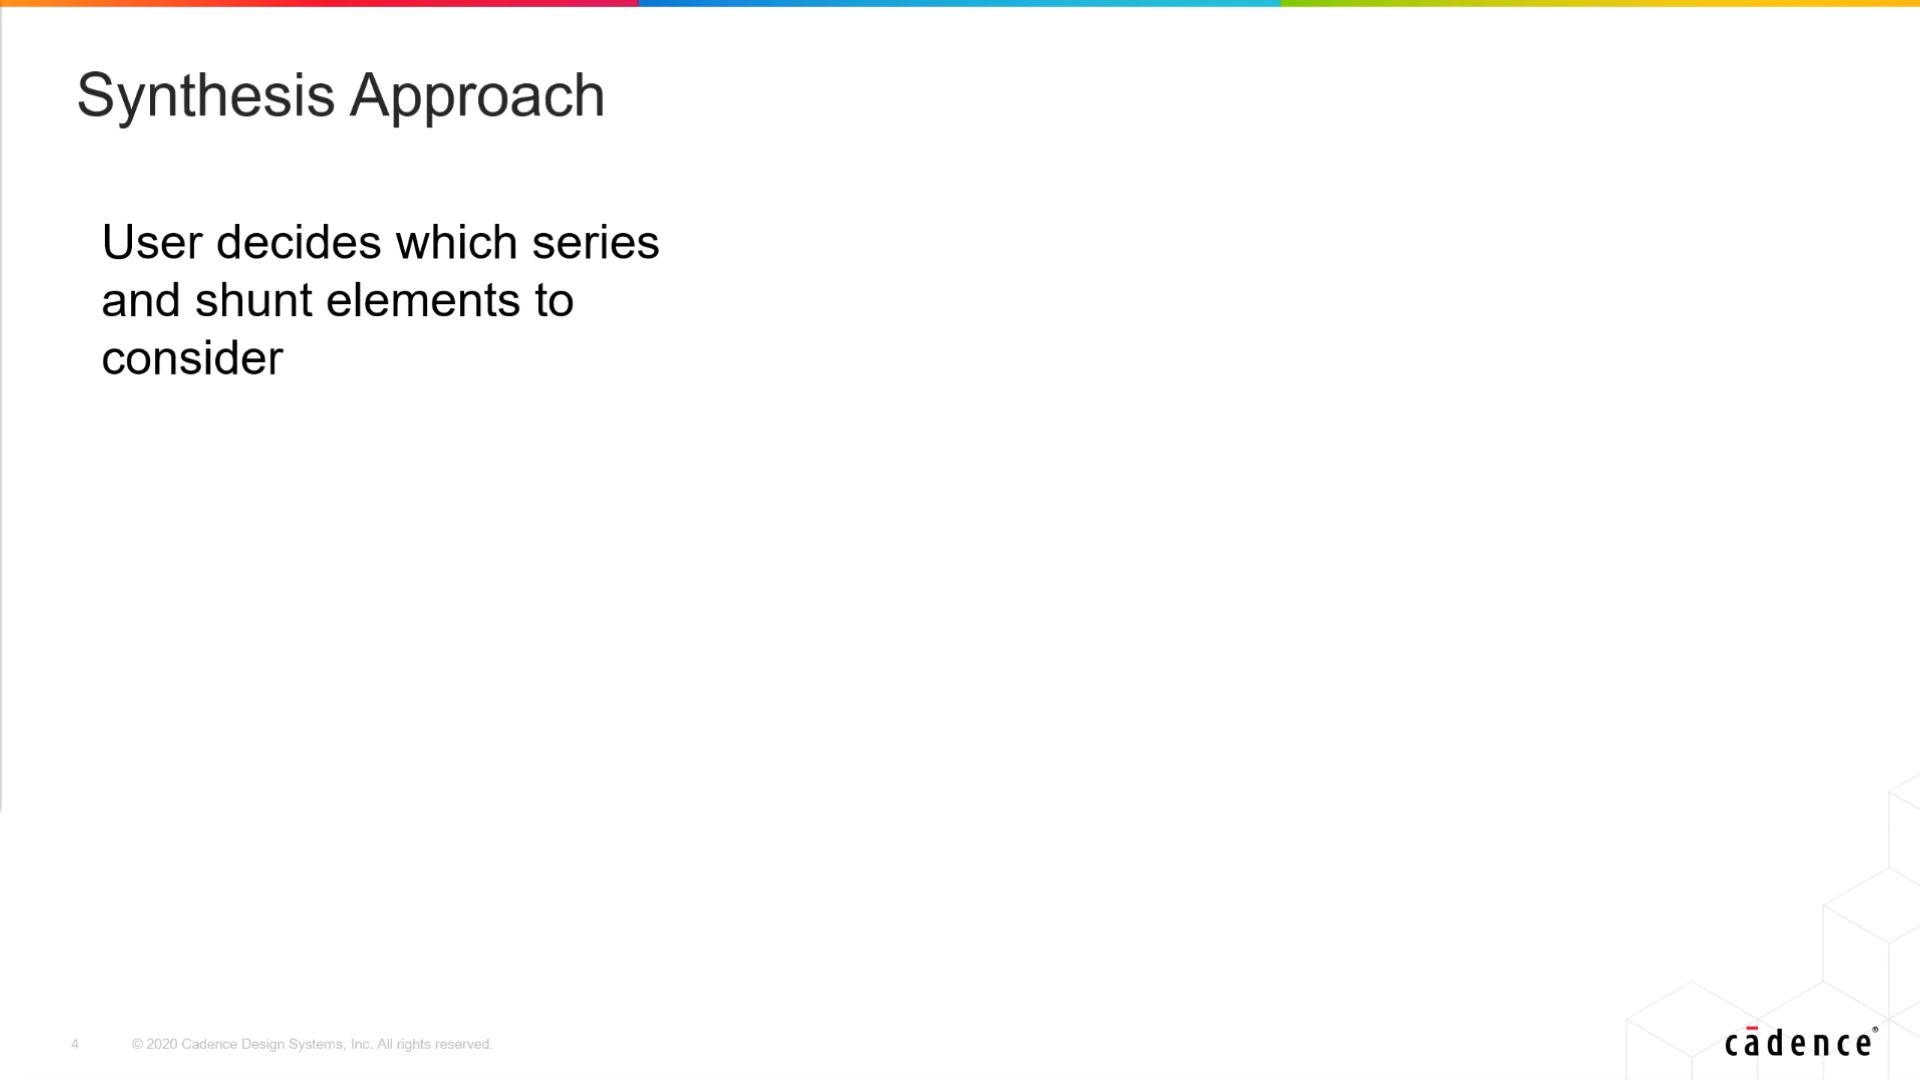 Synthesis Approach
User decides which series
and shunt elements to
consider
4
© 2020 Cadence Design Systems, Inc. All rights reserved.
cādence®